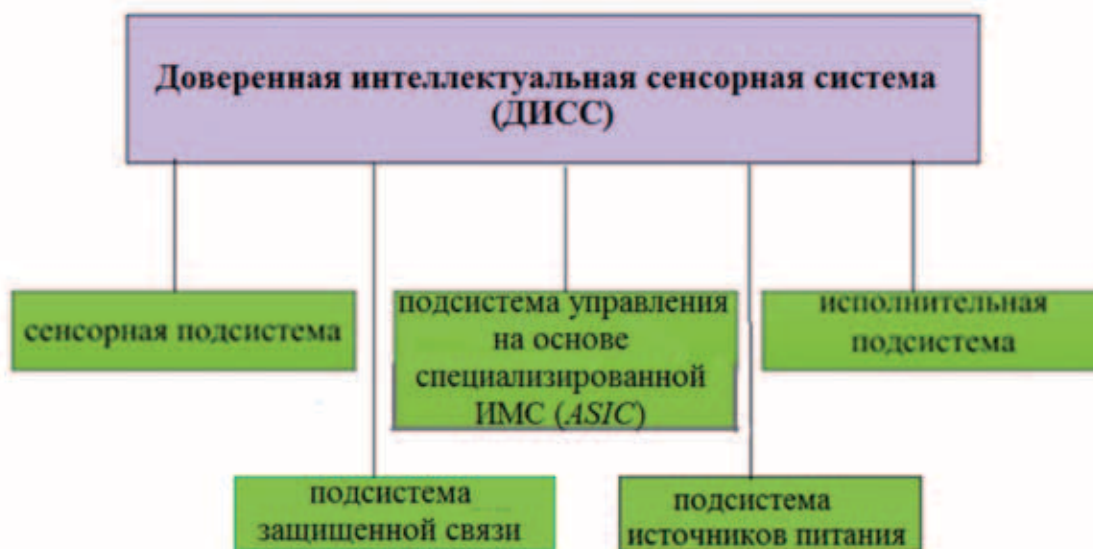 Доверенная интеллектуальная сенсорная система
(ДИСС)
сенсорная подсистема
подсистема управления
на основе
специализированной
ИМС (ASIC)
исполнительная
подсистема
подсистема
защищенной связи
подсистема
источников питания